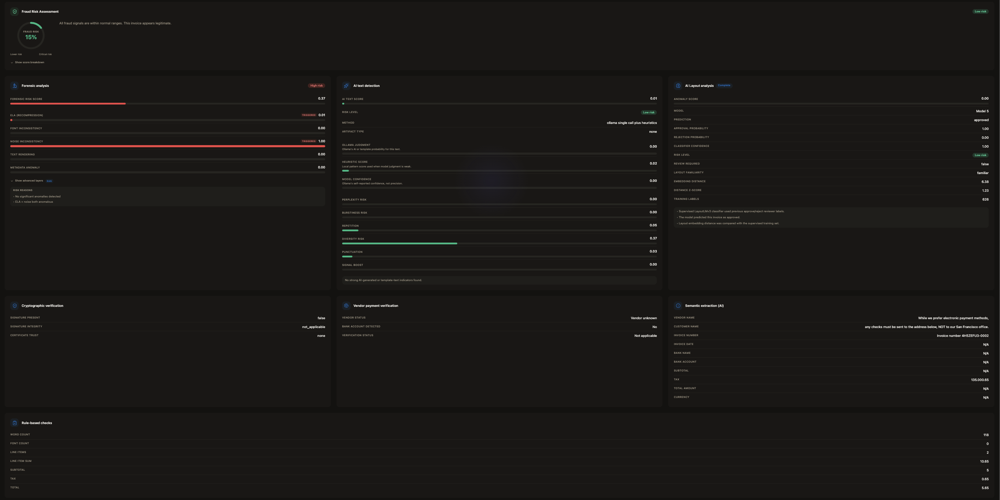 Fraud Risk Assessment
Low risk
FRAUD RISK
15%
All fraud signals are within normal ranges. This invoice appears legitimate.
Lower risk
Critical risk
Show score breakdown
Forensic analysis
High risk
FORENSIC RISK SCORE 0.37
ELA (RECOMPRESSION) TRIGGERED 0.01
FONT INCONSISTENCY 0.00
NOISE INCONSISTENCY TRIGGERED 1.00
TEXT RENDERING 0.00
METADATA ANOMALY 0.00
Show advanced layers RAN
RISK REASONS
• No significant anomalies detected
• ELA + noise both anomalous
AI text detection
AI TEXT SCORE 0.01
RISK LEVEL Low risk
METHOD ollama single call plus heuristics
ARTIFACT TYPE none
OLLAMA JUDGMENT 0.00
Ollama's AI or template probability for this text.
HEURISTIC SCORE 0.02
Local pattern score used when model judgment is weak.
MODEL CONFIDENCE 0.00
Ollama's self-reported confidence, not precision.
PERPLEXITY RISK 0.00
BURSTINESS RISK 0.00
REPETITION 0.05
DIVERSITY RISK 0.37
PUNCTUATION 0.03
SIGNAL BOOST 0.00
No strong AI-generated or template-text indicators found.
AI Layout analysis Complete
ANOMALY SCORE 0.00
MODEL Model 5
PREDICTION approved
APPROVAL PROBABILITY 1.00
REJECTION PROBABILITY 0.00
CLASSIFIER CONFIDENCE 1.00
RISK LEVEL Low risk
REVIEW REQUIRED false
LAYOUT FAMILIARITY familiar
EMBEDDING DISTANCE 6.38
DISTANCE Z-SCORE 1.23
TRAINING LABELS 626
• Supervised LayoutLMv3 classifier used previous approve/reject reviewer labels.
• The model predicted this invoice as approved.
• Layout embedding distance was compared with the supervised training set.
Cryptographic verification
SIGNATURE PRESENT false
SIGNATURE INTEGRITY not_applicable
CERTIFICATE TRUST none
Vendor payment verification
VENDOR STATUS Vendor unknown
BANK ACCOUNT DETECTED No
VERIFICATION STATUS Not applicable
Semantic extraction (AI)
VENDOR NAME While we prefer electronic payment methods,
CUSTOMER NAME any checks must be sent to the address below, NOT to our San Francisco office.
INVOICE NUMBER Invoice number 4H5ZEFU3-0002
INVOICE DATE N/A
BANK NAME N/A
BANK ACCOUNT N/A
SUBTOTAL N/A
TAX 135.000.65
TOTAL AMOUNT N/A
CURRENCY N/A
Rule-based checks
WORD COUNT 118
FONT COUNT 0
LINE ITEMS 2
LINE ITEM SUM 10.65
SUBTOTAL 5
TAX 0.65
TOTAL 5.65